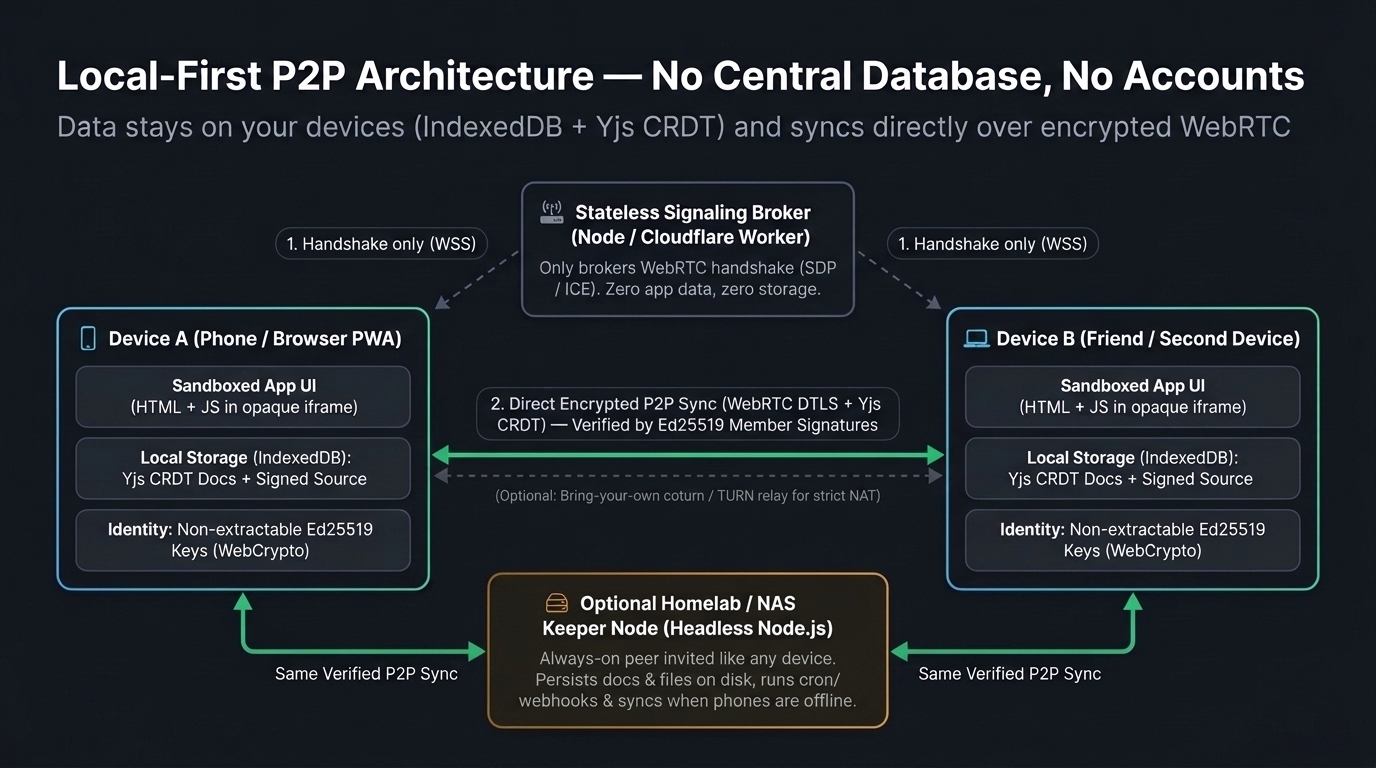 Local-First P2P Architecture — No Central Database, No Accounts
Data stays on your devices (IndexedDB + Yjs CRDT) and syncs directly over encrypted WebRTC
Stateless Signaling Broker
(Node / Cloudflare Worker)
Only brokers WebRTC handshake (SDP
/ ICE). Zero app data, zero storage.
1. Handshake only (WSS)
1. Handshake only (WSS)
Device A (Phone / Browser PWA)
Sandboxed App UI
(HTML + JS in opaque iframe)
Local Storage (IndexedDB):
Yjs CRDT Docs + Signed Source
Identity: Non-extractable Ed25519
Keys (WebCrypto)
2. Direct Encrypted P2P Sync (WebRTC DTLS + Yjs
CRDT) — Verified by Ed25519 Member Signatures
(Optional: Bring-your-own coturn / TURN relay for strict NAT)
Device B (Friend / Second Device)
Sandboxed App UI
(HTML + JS in opaque iframe)
Local Storage (IndexedDB):
Yjs CRDT Docs + Signed Source
Identity: Non-extractable Ed25519
Keys (WebCrypto)
Same Verified P2P Sync
Optional Homelab / NAS
Keeper Node (Headless Node.js)
Always-on peer invited like any device.
Persists docs & files on disk, runs cron/
webhooks & syncs when phones are offline.
Same Verified P2P Sync